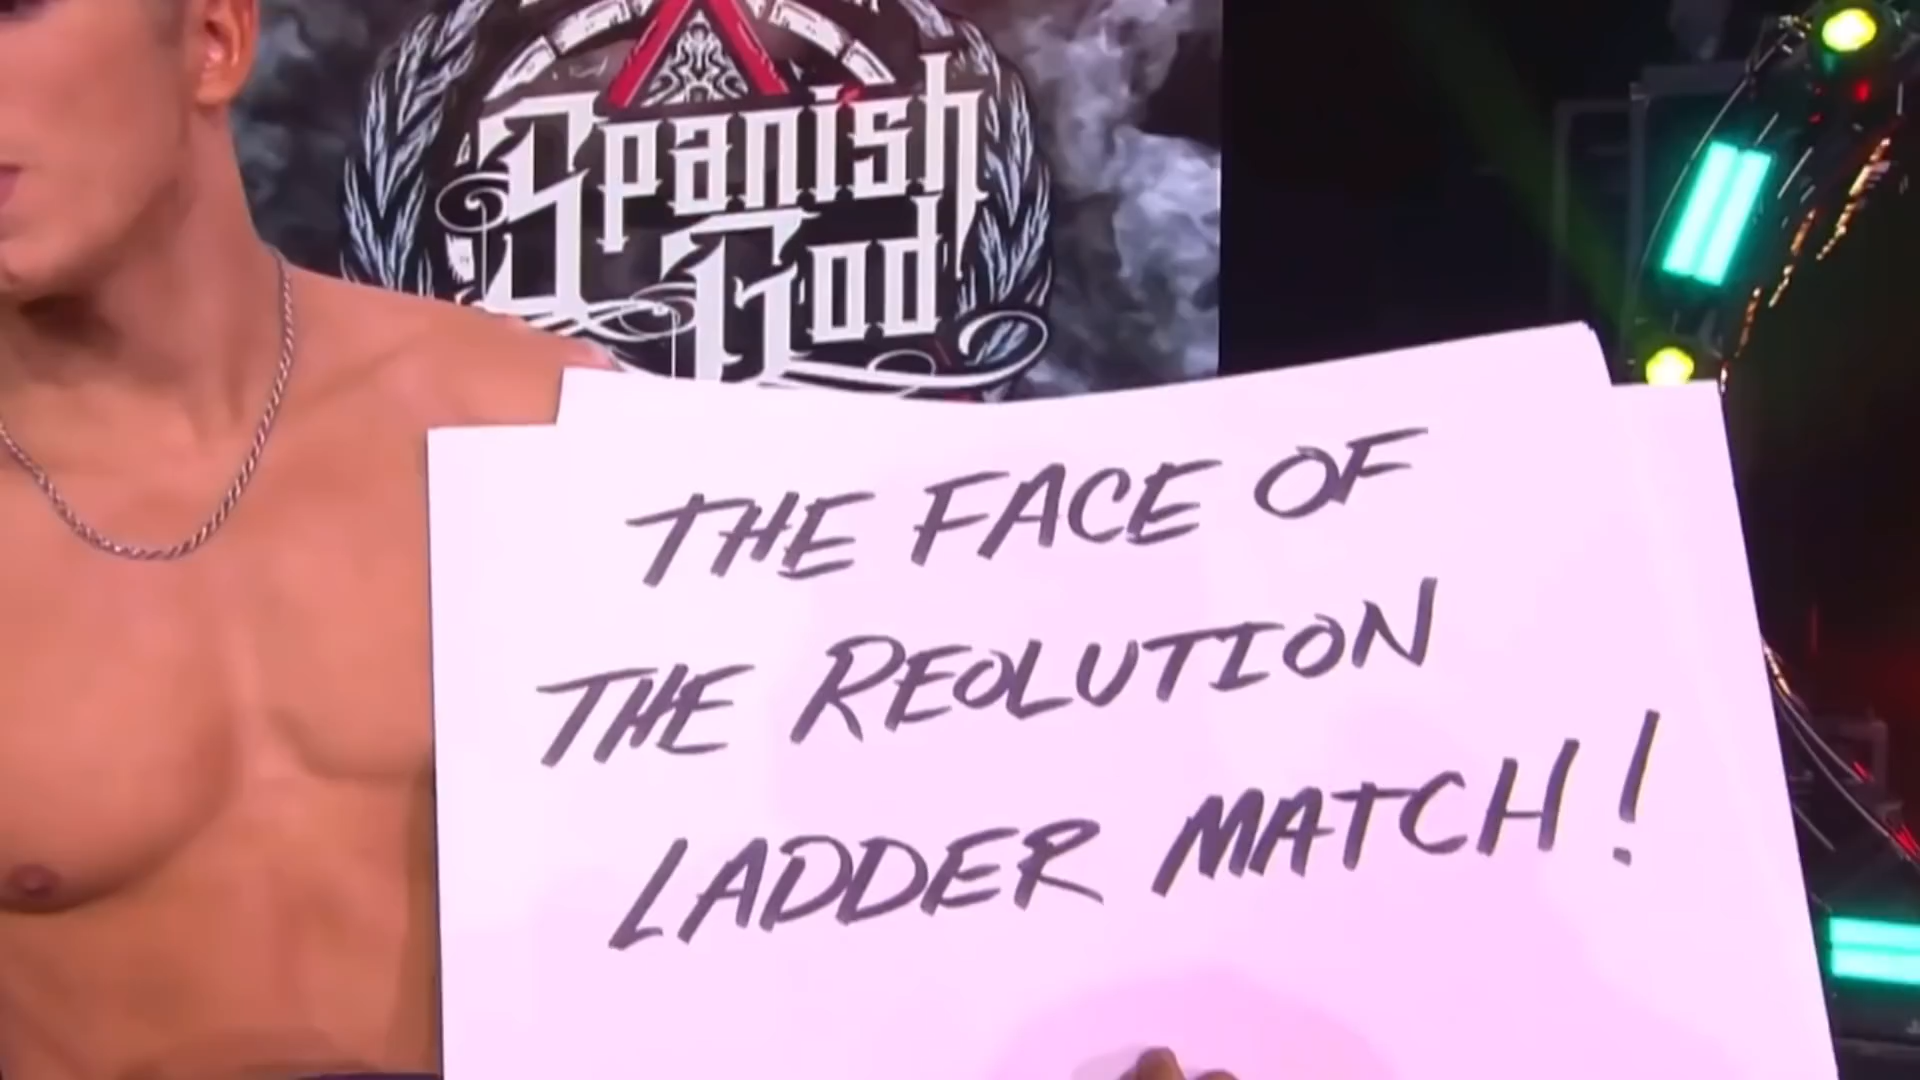 Spanish
God
THE FACE OF
THE REOLUTION
LADDER MATCH!